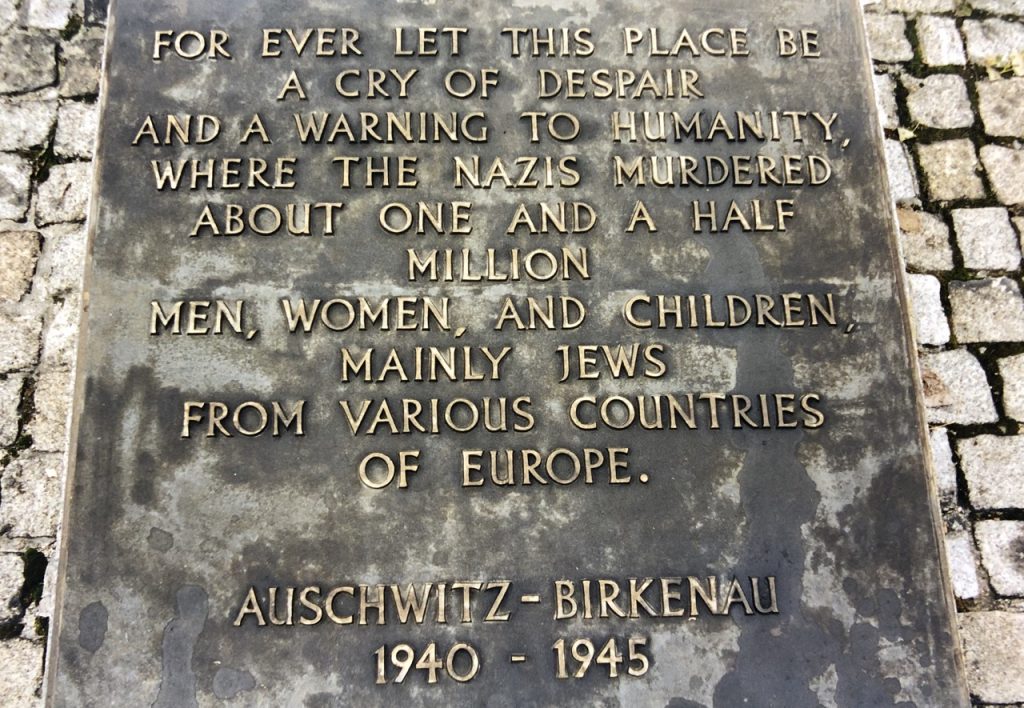 FOR EVER LET THIS PLACE BE
A CRY OF DESPAIR
AND A WARNING TO HUMANITY,
WHERE THE NAZIS MURDERED
ABOUT ONE AND A HALF
MILLION
MEN, WOMEN, AND CHILDREN,
MAINLY JEWS
FROM VARIOUS COUNTRIES
OF EUROPE.
AUSCHWITZ - BIRKENAU
1940 - 1945